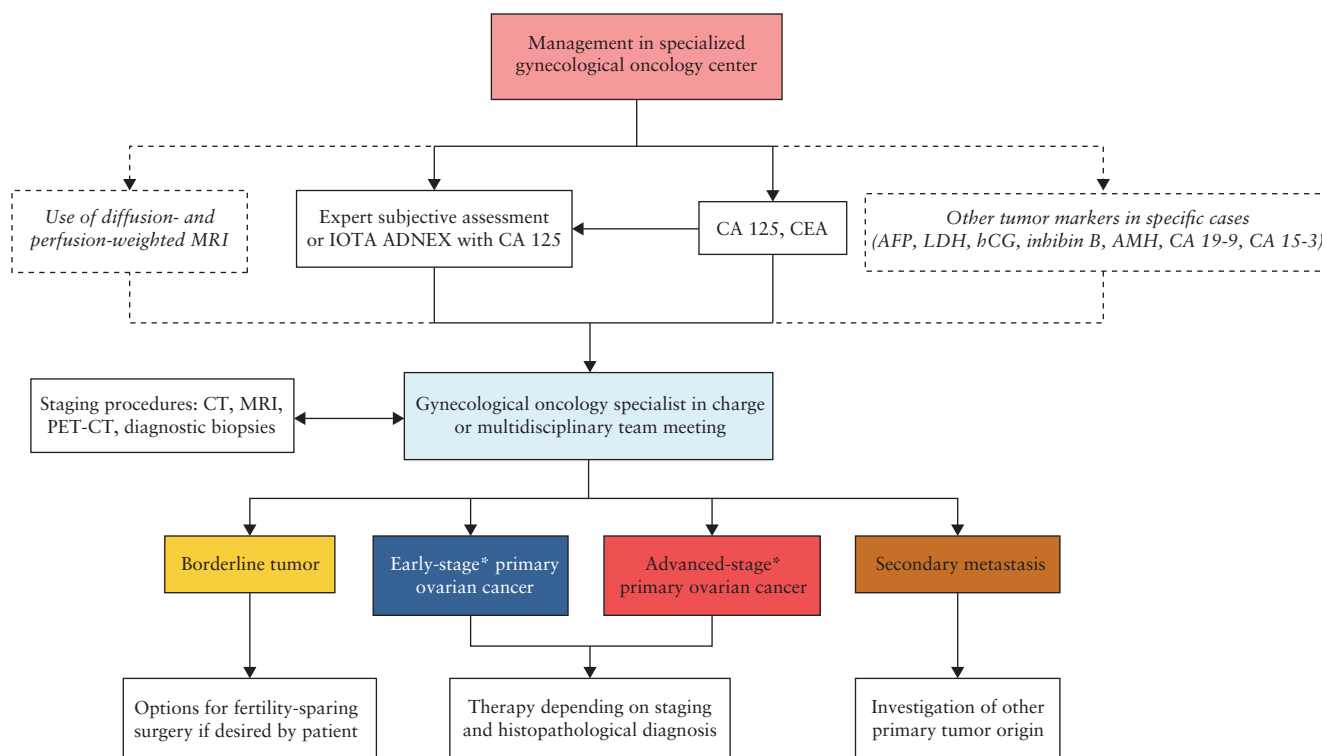 Management in specialized
gynecological oncology center
Use of diffusion- and
perfusion-weighted MRI
Expert subjective assessment
or IOTA ADNEX with CA 125
CA 125, CEA
Other tumor markers in specific cases
(AFP, LDH, hCG, inhibin B, AMH, CA 19-9, CA 15-3)
Staging procedures: CT, MRI,
PET-CT, diagnostic biopsies
Gynecological oncology specialist in charge
or multidisciplinary team meeting
Borderline tumor
Early-stage* primary
ovarian cancer
Advanced-stage*
primary ovarian cancer
Secondary metastasis
Options for fertility-sparing
surgery if desired by patient
Therapy depending on staging
and histopathological diagnosis
Investigation of other
primary tumor origin